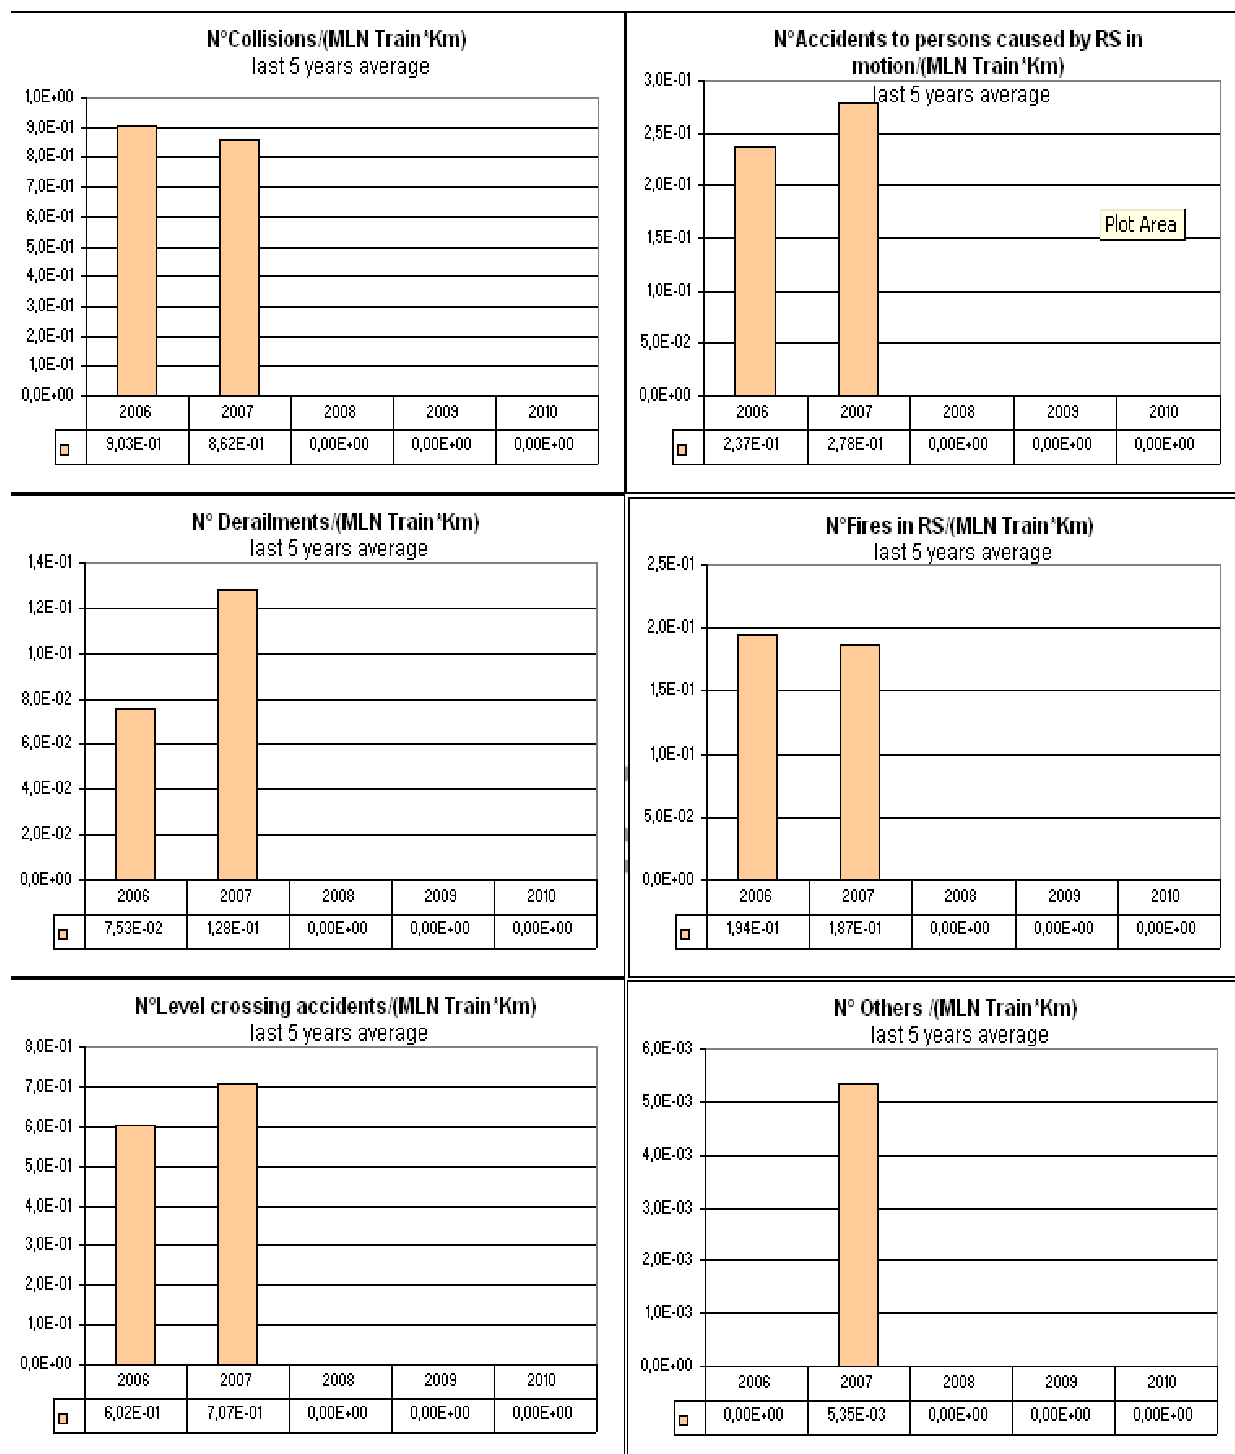 N°Collisions/(MLN Train*Km)
last 5 years average
1,0E+00
9,0E-01
8,0E-01
7,0E-01
6,0E-01
5,0E-01
4,0E-01
3,0E-01
2,0E-01
1,0E-01
0,0E+00
2006 2007 2008 2009 2010
9,03E-01 8,62E-01 0,00E+00 0,00E+00 0,00E+00
N°Accidents to persons caused by RS in
motion/(MLN Train*Km)
last 5 years average
3,0E-01
2,5E-01
2,0E-01
1,5E-01
1,0E-01
5,0E-02
0,0E+00
Plot Area
2006 2007 2008 2009 2010
2,37E-01 2,78E-01 0,00E+00 0,00E+00 0,00E+00
N° Derailments/(MLN Train*Km)
last 5 years average
1,4E-01
1,2E-01
1,0E-01
8,0E-02
6,0E-02
4,0E-02
2,0E-02
0,0E+00
2006 2007 2008 2009 2010
7,53E-02 1,28E-01 0,00E+00 0,00E+00 0,00E+00
N°Fires in RS/(MLN Train*Km)
last 5 years average
2,5E-01
2,0E-01
1,5E-01
1,0E-01
5,0E-02
0,0E+00
2006 2007 2008 2009 2010
1,94E-01 1,87E-01 0,00E+00 0,00E+00 0,00E+00
N°Level crossing accidents/(MLN Train*Km)
last 5 years average
8,0E-01
7,0E-01
6,0E-01
5,0E-01
4,0E-01
3,0E-01
2,0E-01
1,0E-01
0,0E+00
2006 2007 2008 2009 2010
6,02E-01 7,07E-01 0,00E+00 0,00E+00 0,00E+00
N° Others /(MLN Train*Km)
last 5 years average
6,0E-03
5,0E-03
4,0E-03
3,0E-03
2,0E-03
1,0E-03
0,0E+00
2006 2007 2008 2009 2010
0,00E+00 5,35E-03 0,00E+00 0,00E+00 0,00E+00